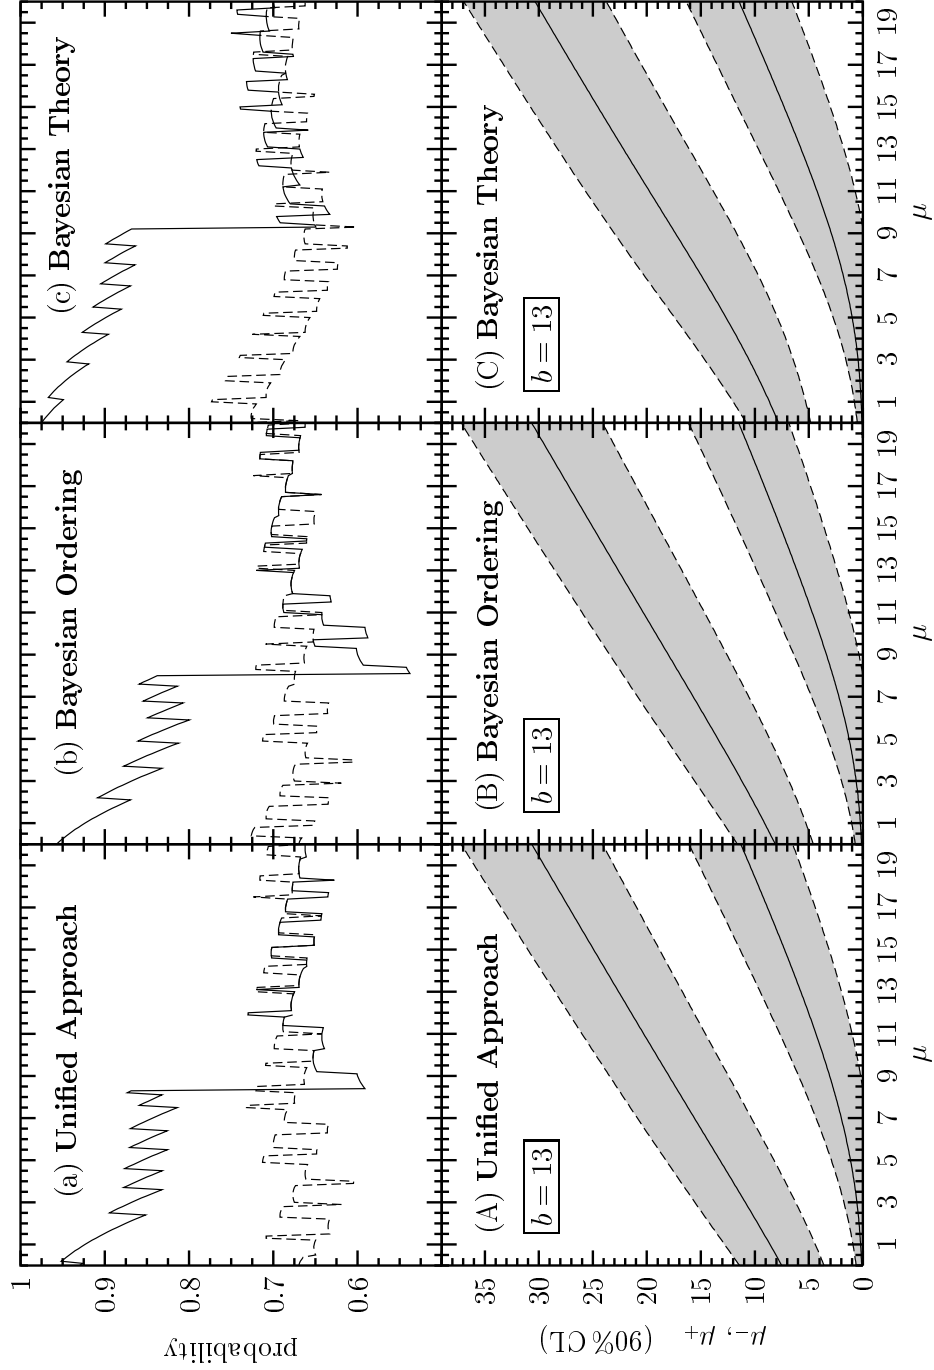 (a) Unified Approach
(b) Bayesian Ordering
(c) Bayesian Theory
probability
1
0.9
0.8
0.7
0.6
(A) Unified Approach
b = 13
(B) Bayesian Ordering
b = 13
(C) Bayesian Theory
b = 13
μ−, μ+ (90% CL)
35
30
25
20
15
10
5
0
1 3 5 7 9 11 13 15 17 19
μ
1 3 5 7 9 11 13 15 17 19
μ
1 3 5 7 9 11 13 15 17 19
μ